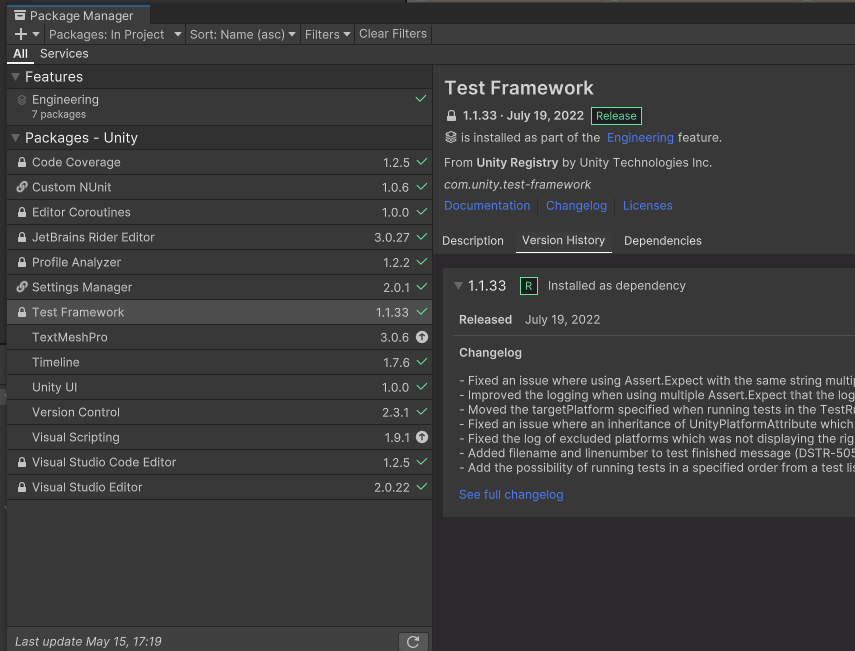 Package Manager
Packages: In Project Sort: Name (asc) Filters Clear Filters
All Services
Features
Engineering
7 packages
Packages - Unity
Code Coverage 1.2.5
Custom NUnit 1.0.6
Editor Coroutines 1.0.0
JetBrains Rider Editor 3.0.27
Profile Analyzer 1.2.2
Settings Manager 2.0.1
Test Framework 1.1.33
TextMeshPro 3.0.6
Timeline 1.7.6
Unity UI 1.0.0
Version Control 2.3.1
Visual Scripting 1.9.1
Visual Studio Code Editor 1.2.5
Visual Studio Editor 2.0.22
Last update May 15, 17:19
Test Framework
1.1.33 · July 19, 2022 Release
is installed as part of the Engineering feature.
From Unity Registry by Unity Technologies Inc.
com.unity.test-framework
Documentation Changelog Licenses
Description Version History Dependencies
1.1.33 R Installed as dependency
Released July 19, 2022
Changelog
- Fixed an issue where using Assert.Expect with the same string multip
- Improved the logging when using multiple Assert.Expect that the log
- Moved the targetPlatform specified when running tests in the TestRu
- Fixed an issue where an inheritance of UnityPlatformAttribute which
- Fixed the log of excluded platforms which was not displaying the rig
- Added filename and linenumber to test finished message (DSTR-505
- Add the possibility of running tests in a specified order from a test lis
See full changelog